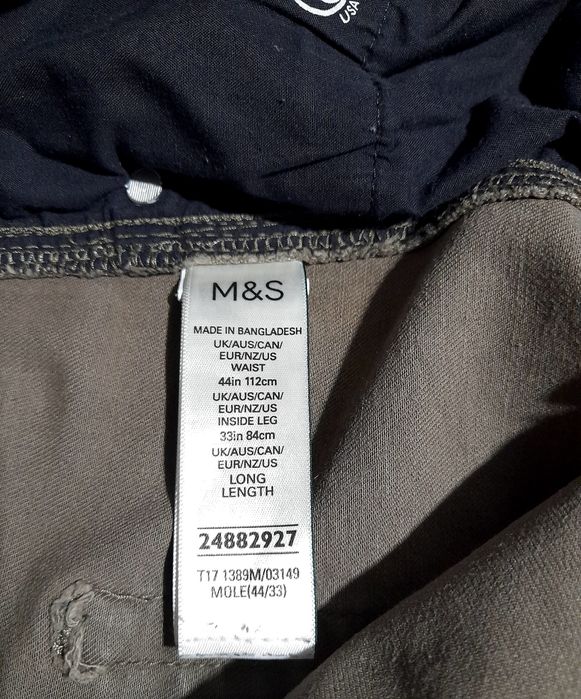 USA
M&S
MADE IN BANGLADESH
UK/AUS/CAN/
EUR/NZ/US
WAIST
44in 112cm
UK/AUS/CAN/
EUR/NZ/US
INSIDE LEG
33in 84cm
UK/AUS/CAN/
EUR/NZ/US
LONG
LENGTH
24882927
T17 1389M/03149
MOLE(44/33)